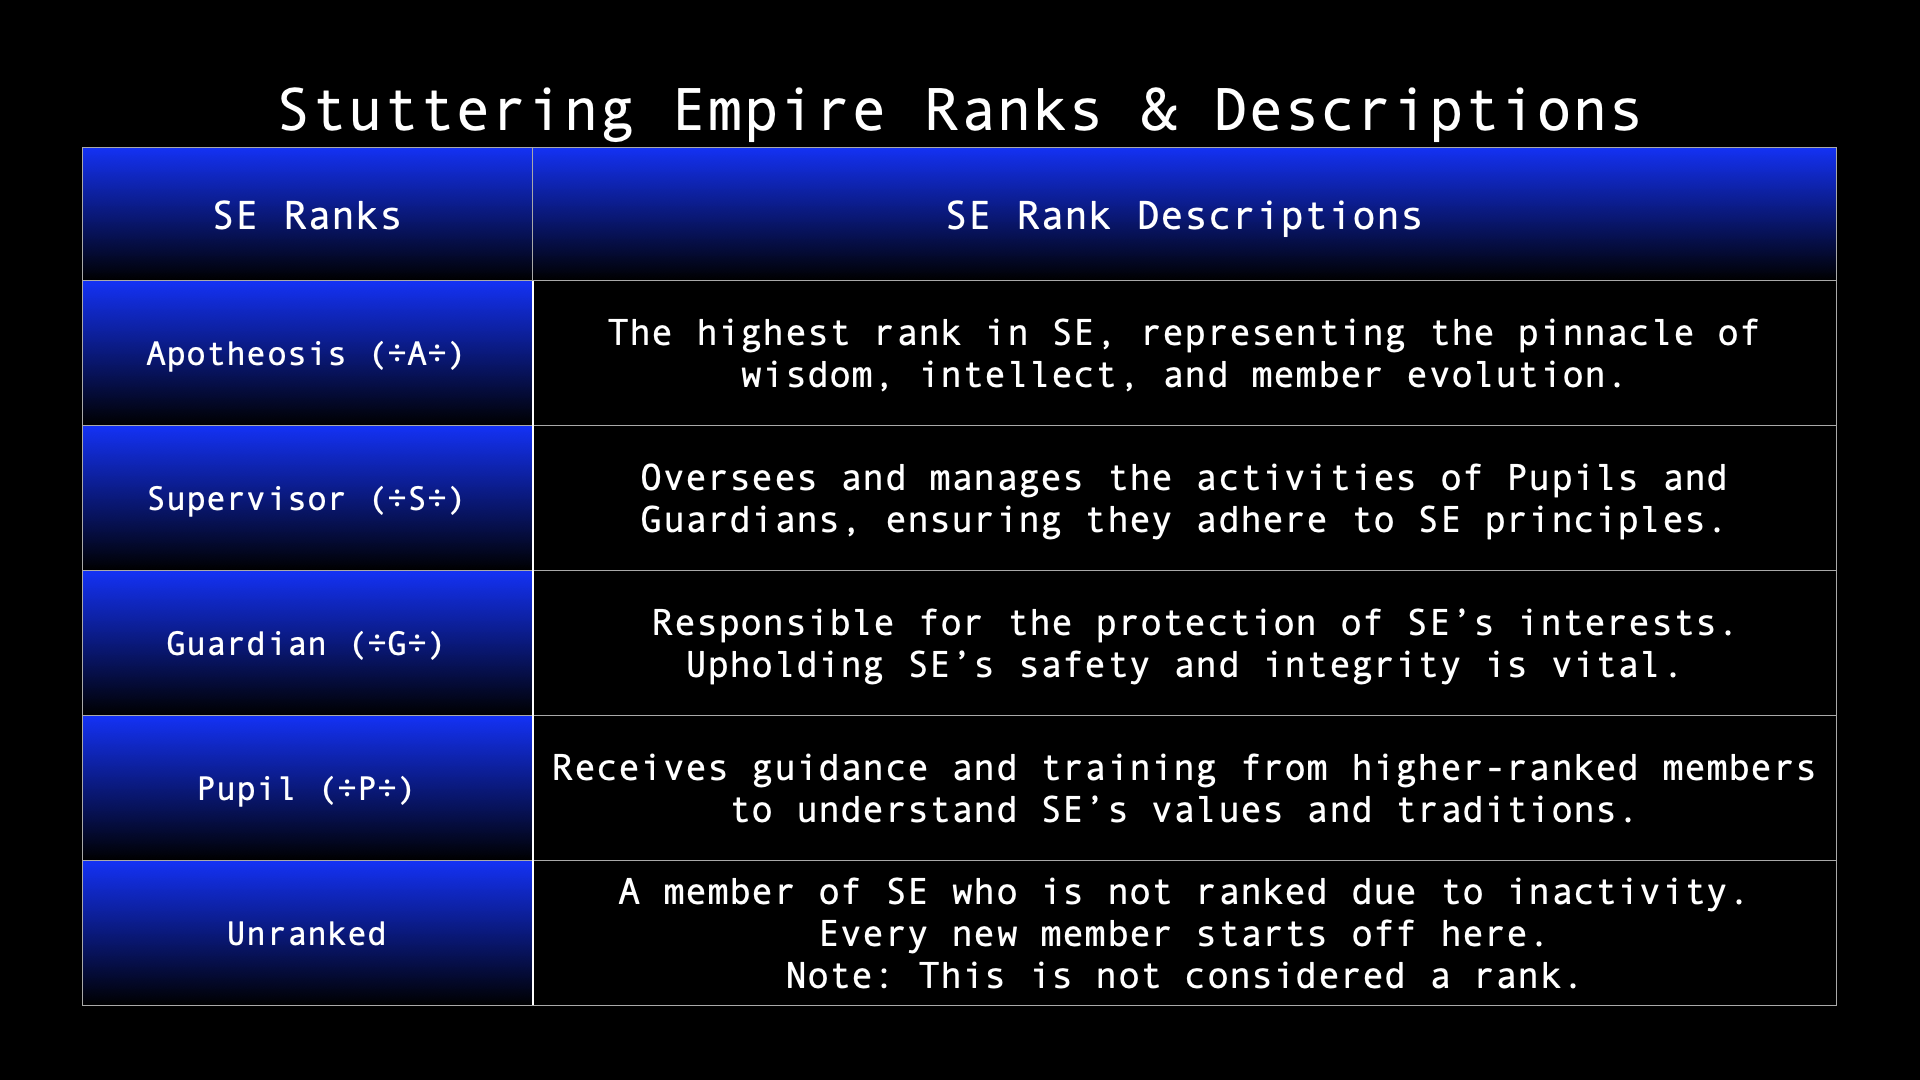 Stuttering Empire Ranks & Descriptions
SE Ranks
SE Rank Descriptions
Apotheosis (÷A÷)
The highest rank in SE, representing the pinnacle of
wisdom, intellect, and member evolution.
Supervisor (÷S÷)
Oversees and manages the activities of Pupils and
Guardians, ensuring they adhere to SE principles.
Guardian (÷G÷)
Responsible for the protection of SE’s interests.
Upholding SE’s safety and integrity is vital.
Pupil (÷P÷)
Receives guidance and training from higher-ranked members
to understand SE’s values and traditions.
Unranked
A member of SE who is not ranked due to inactivity.
Every new member starts off here.
Note: This is not considered a rank.